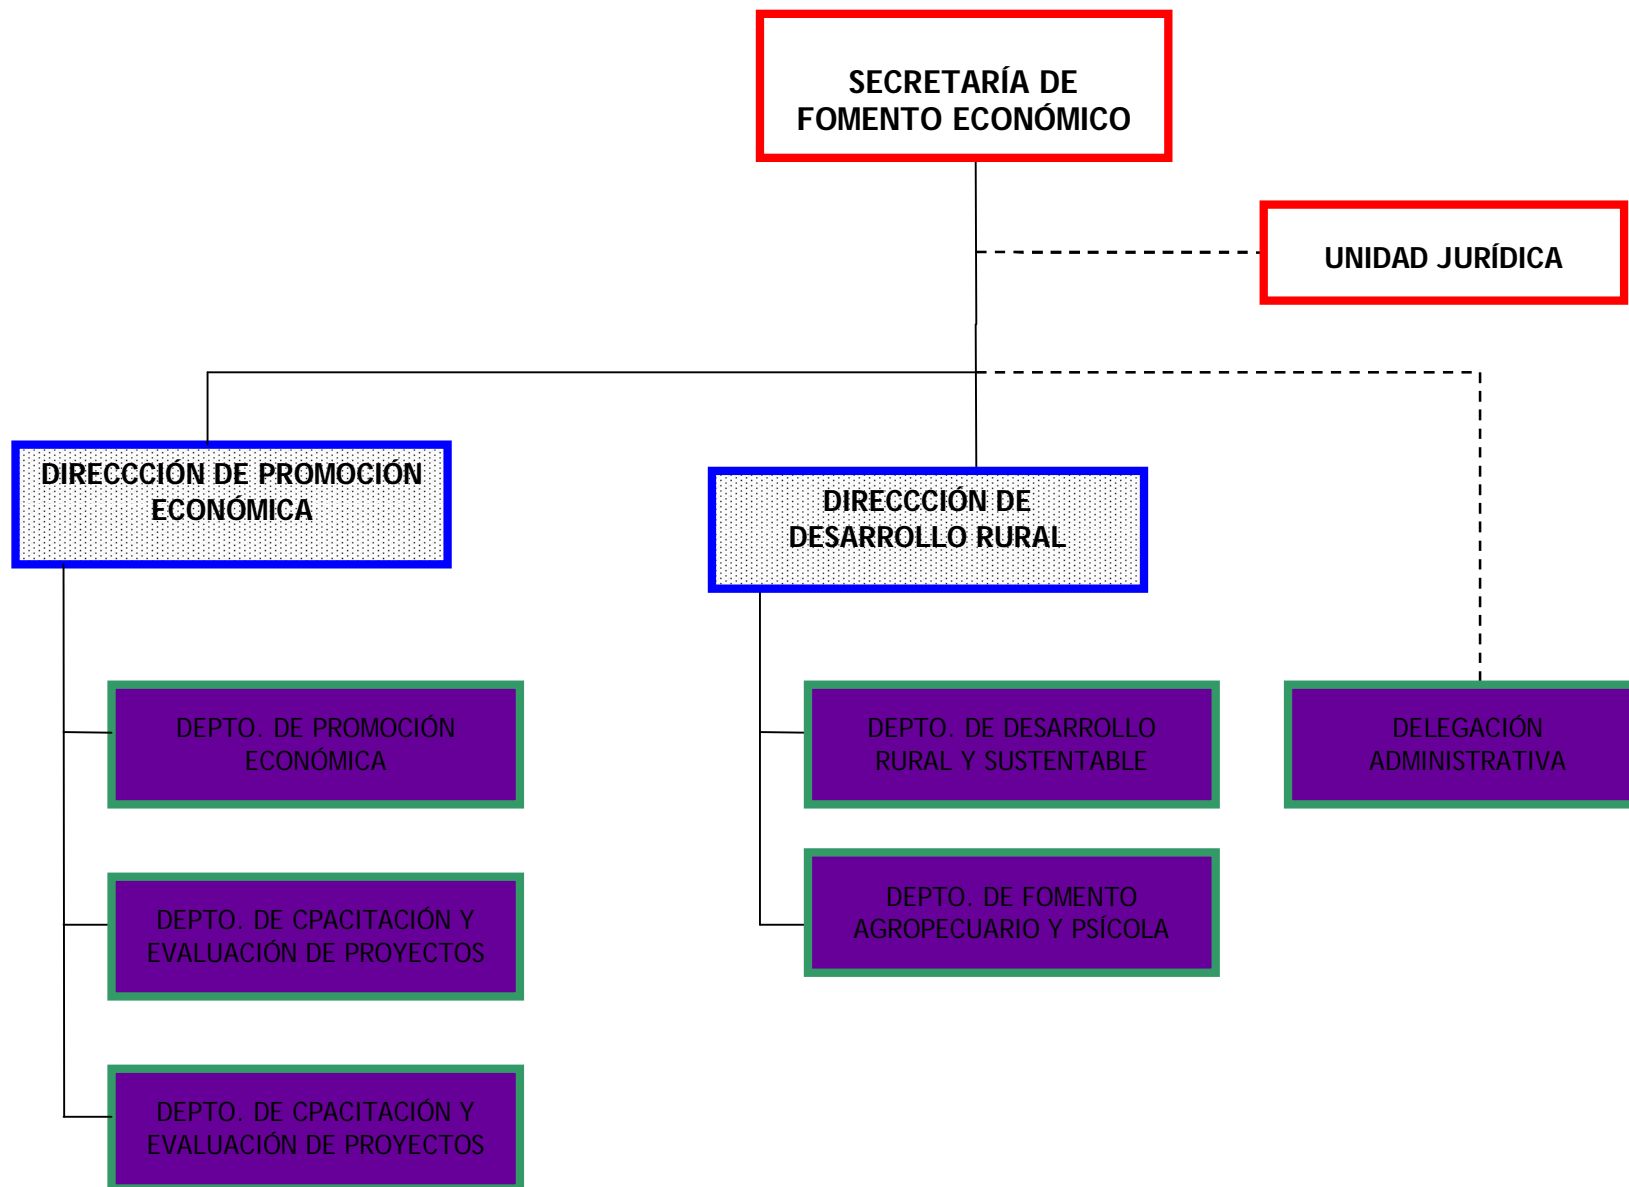 SECRETARÍA DE
FOMENTO ECONÓMICO
UNIDAD JURÍDICA
DIRECCCIÓN DE PROMOCIÓN
ECONÓMICA
DIRECCCIÓN DE
DESARROLLO RURAL
DEPTO. DE PROMOCIÓN
ECONÓMICA
DEPTO. DE DESARROLLO
RURAL Y SUSTENTABLE
DELEGACIÓN
ADMINISTRATIVA
DEPTO. DE CPACITACIÓN Y
EVALUACIÓN DE PROYECTOS
DEPTO. DE FOMENTO
AGROPECUARIO Y PSÍCOLA
DEPTO. DE CPACITACIÓN Y
EVALUACIÓN DE PROYECTOS